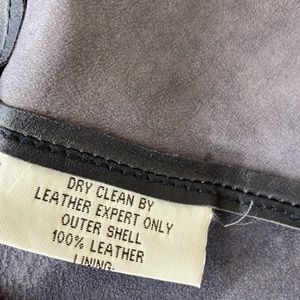 DRY CLEAN BY
LEATHER EXPERT ONLY
OUTER SHELL
100% LEATHER
LINING: